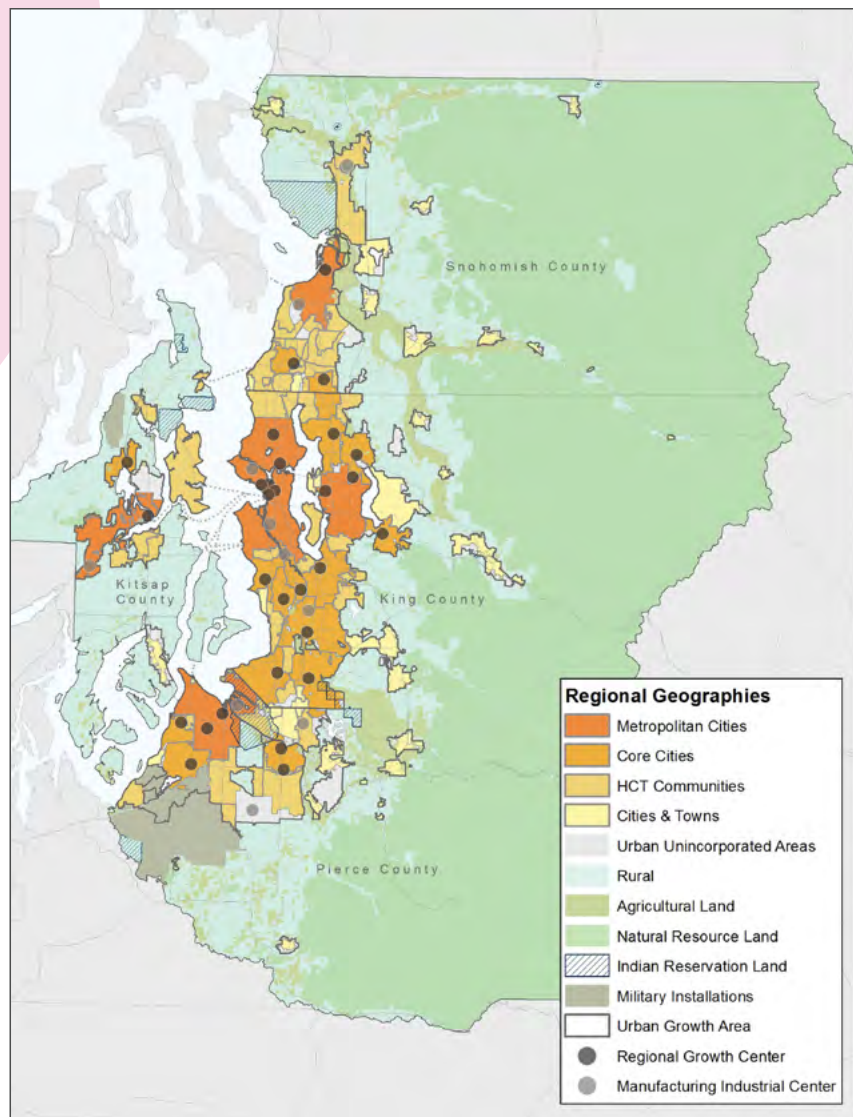 Snohomish County
Kitsap
County
King County
Pierce County
Regional Geographies
Metropolitan Cities
Core Cities
HCT Communities
Cities & Towns
Urban Unincorporated Areas
Rural
Agricultural Land
Natural Resource Land
Indian Reservation Land
Military Installations
Urban Growth Area
Regional Growth Center
Manufacturing Industrial Center